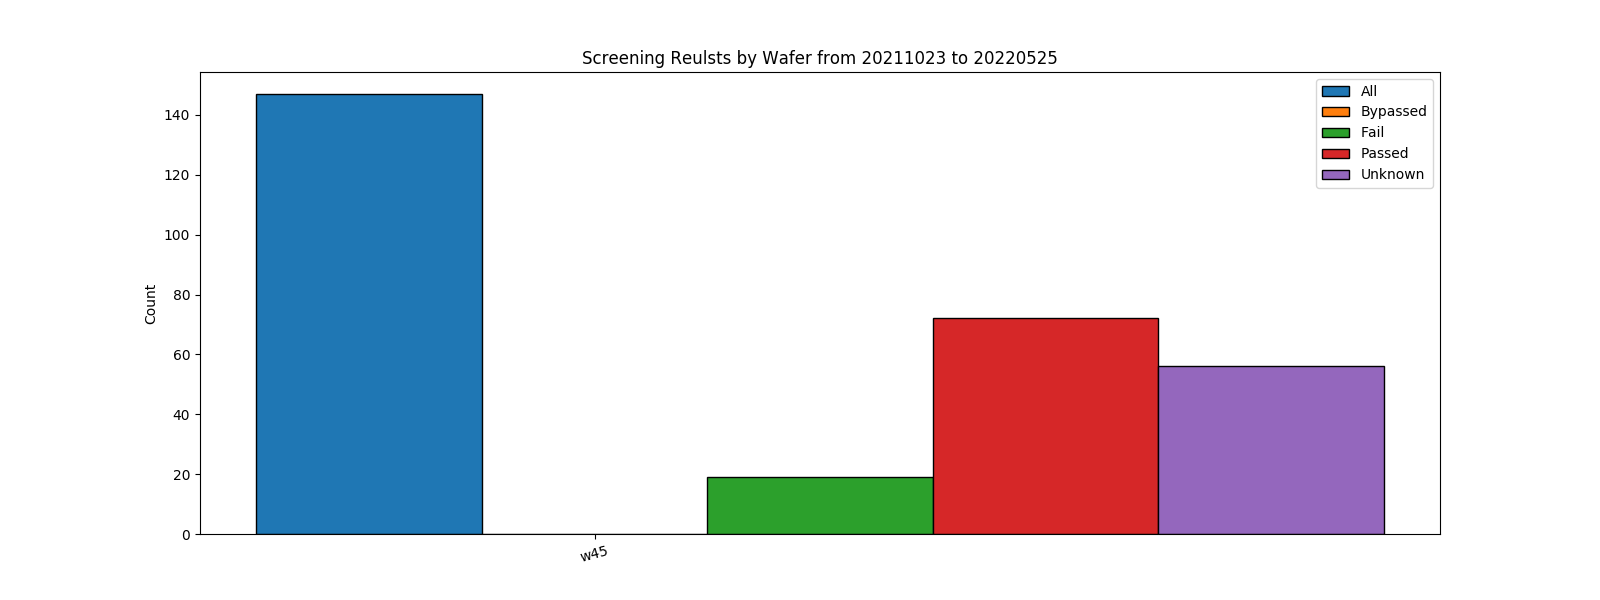 Screening Reulsts by Wafer from 20211023 to 20220525
All
Bypassed
Fail
Passed
Unknown
140
120
100
80
60
40
20
0
Count
w45